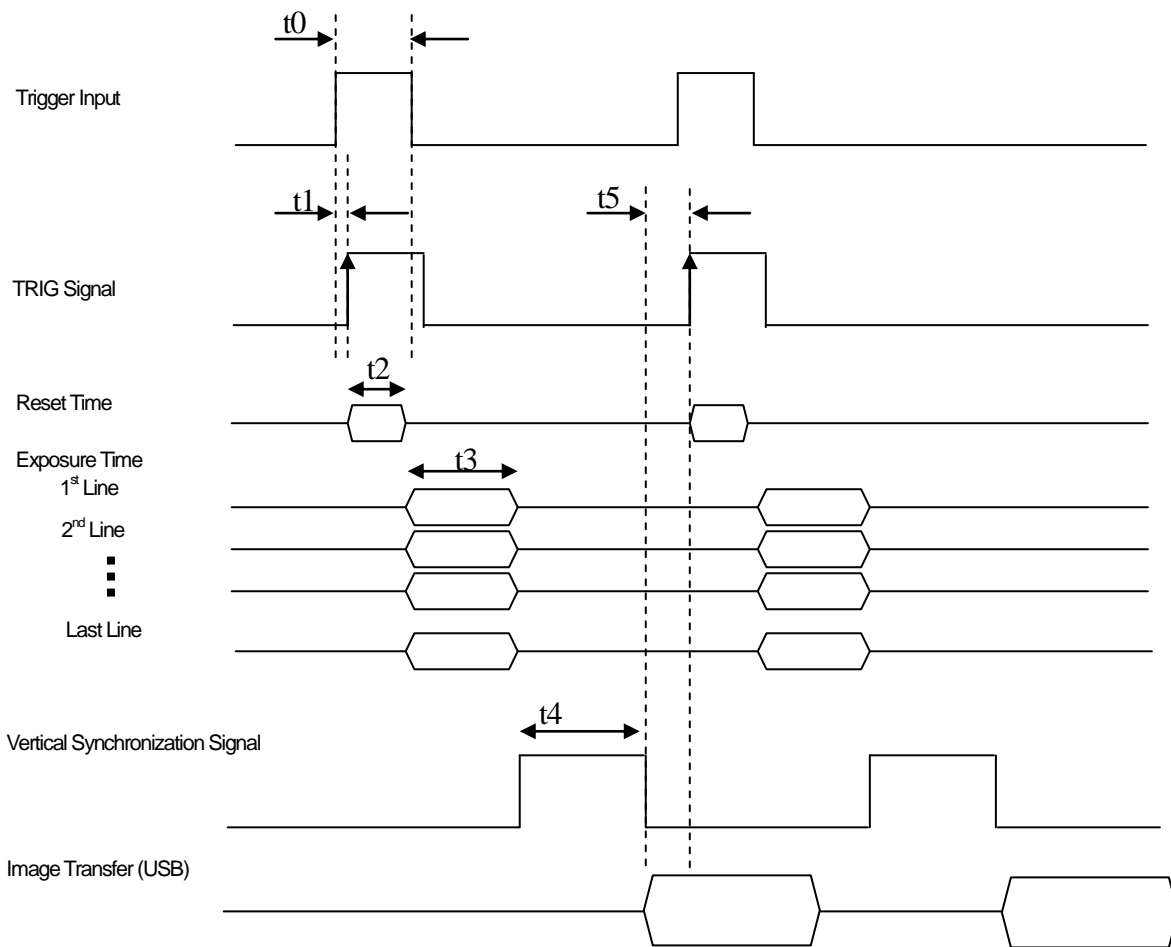 t0
Trigger Input
t1
t5
TRIG Signal
t2
Reset Time
Exposure Time
t3
1st Line
2nd Line
Last Line
t4
Vertical Synchronization Signal
Image Transfer (USB)